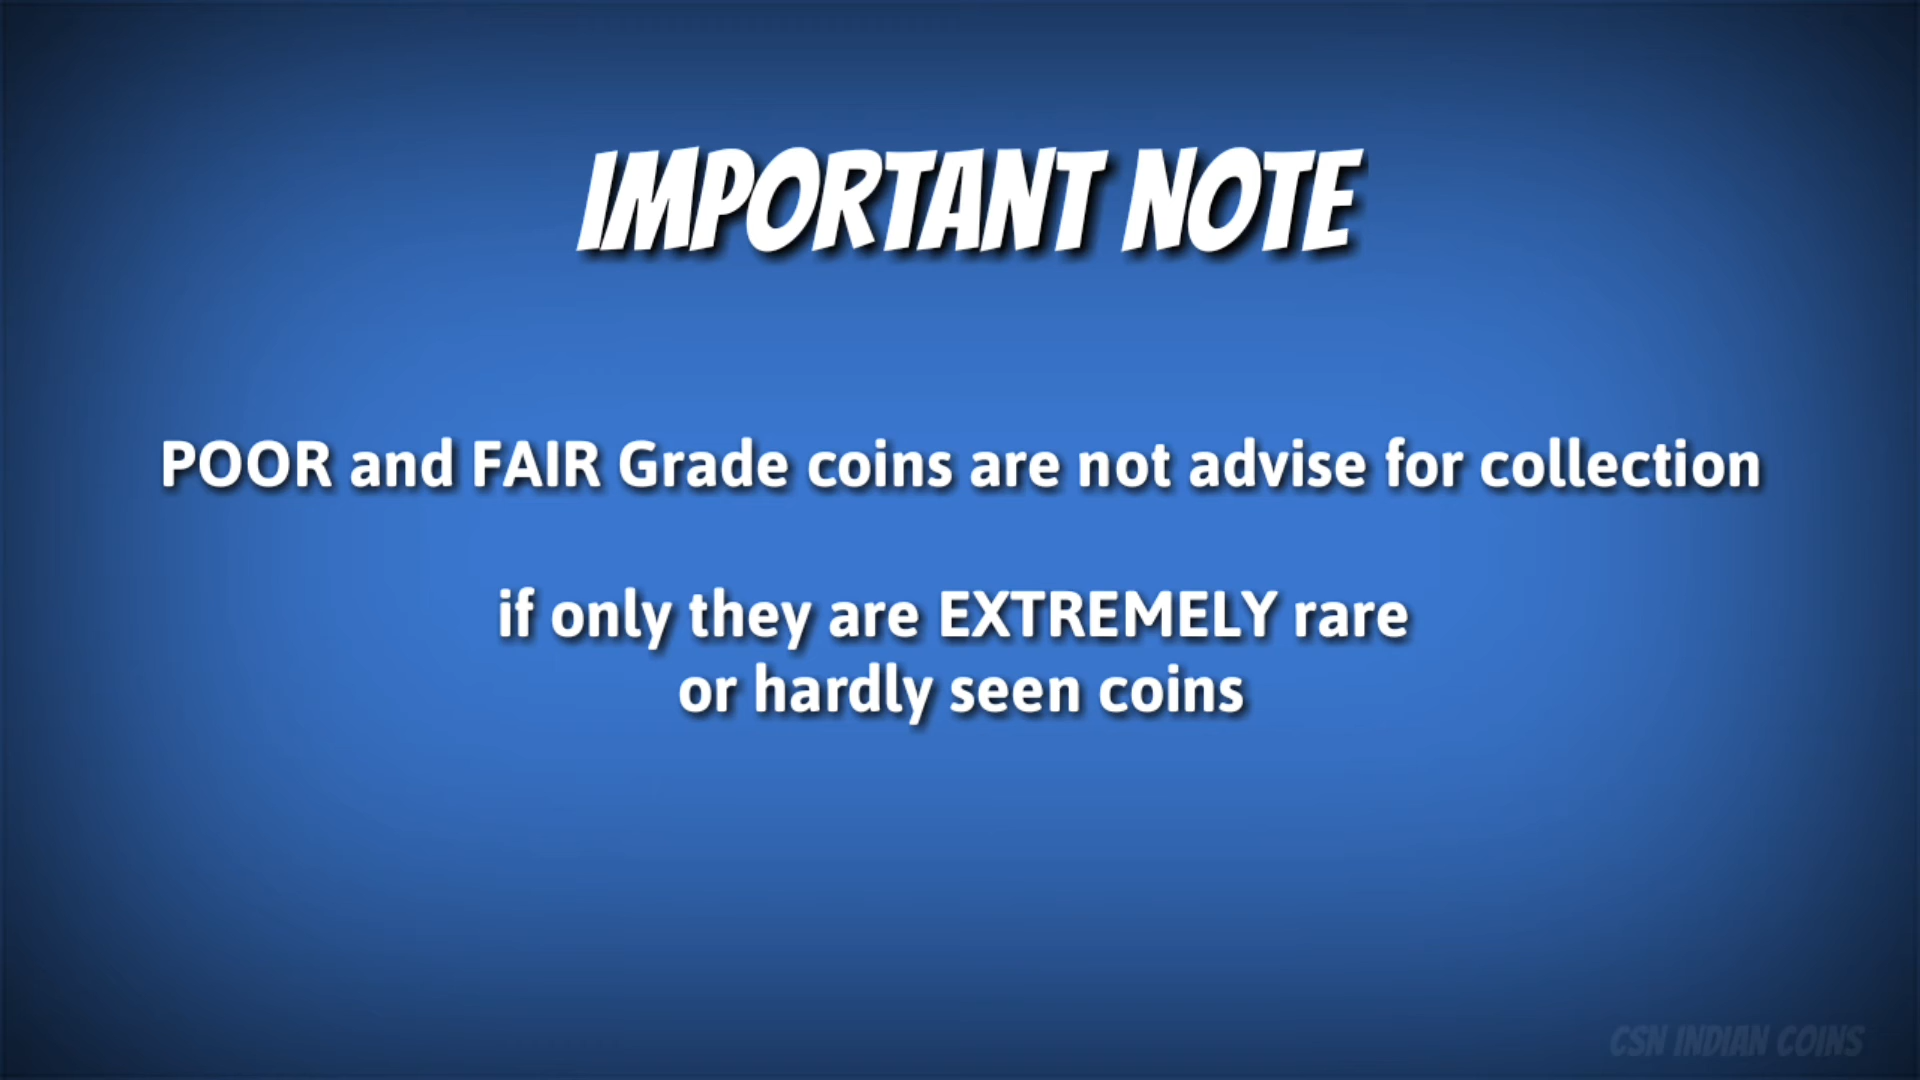 IMPORTANT NOTE
POOR and FAIR Grade coins are not advise for collection
if only they are EXTREMELY rare
or hardly seen coins
CSN INDIAN COINS